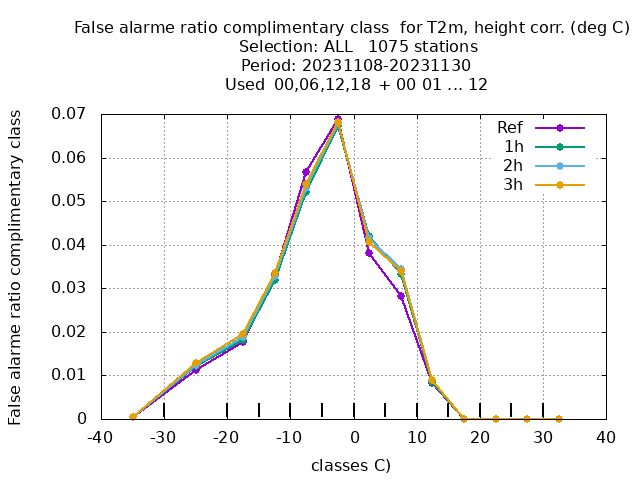 False alarme ratio complimentary class  for T2m, height corr. (deg C)
Selection: ALL   1075 stations
Period: 20231108-20231130
Used  00,06,12,18 + 00 01 ... 12
False alarme ratio complimentary class
0.07
0.06
0.05
0.04
0.03
0.02
0.01
0
Ref
1h
2h
3h
-40 -30 -20 -10 0 10 20 30 40
classes C)